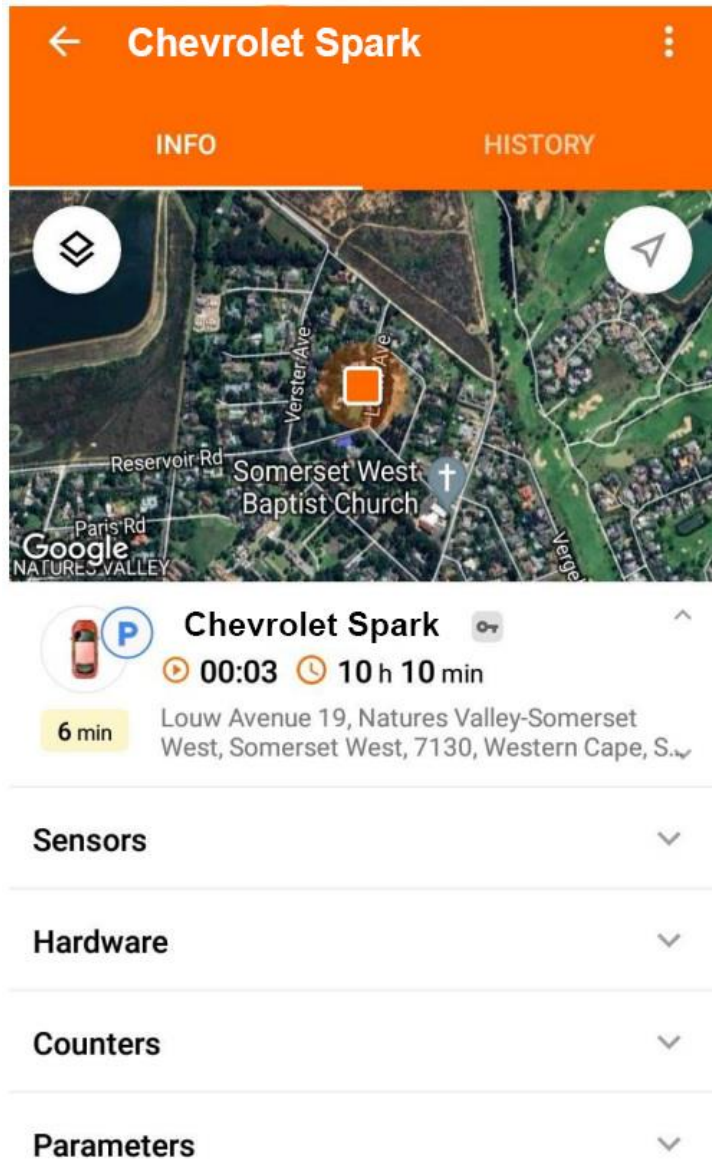 Chevrolet Spark
INFO HISTORY
Verster Ave
Ave
Reservoir Rd
Somerset West
Baptist Church
Paris Rd
Google
NATURES VALLEY
P Chevrolet Spark
00:03 10 h 10 min
6 min
Louw Avenue 19, Natures Valley-Somerset
West, Somerset West, 7130, Western Cape, S...
Sensors
Hardware
Counters
Parameters